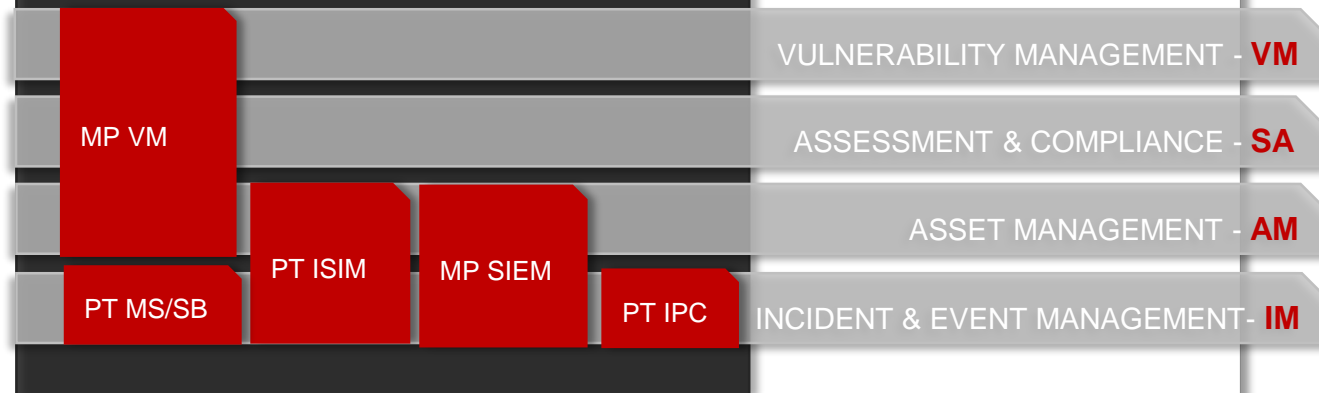 VULNERABILITY MANAGEMENT - VM
MP VM
ASSESSMENT & COMPLIANCE - SA
ASSET MANAGEMENT - AM
PT ISIM
MP SIEM
PT MS/SB
PT IPC
INCIDENT & EVENT MANAGEMENT- IM